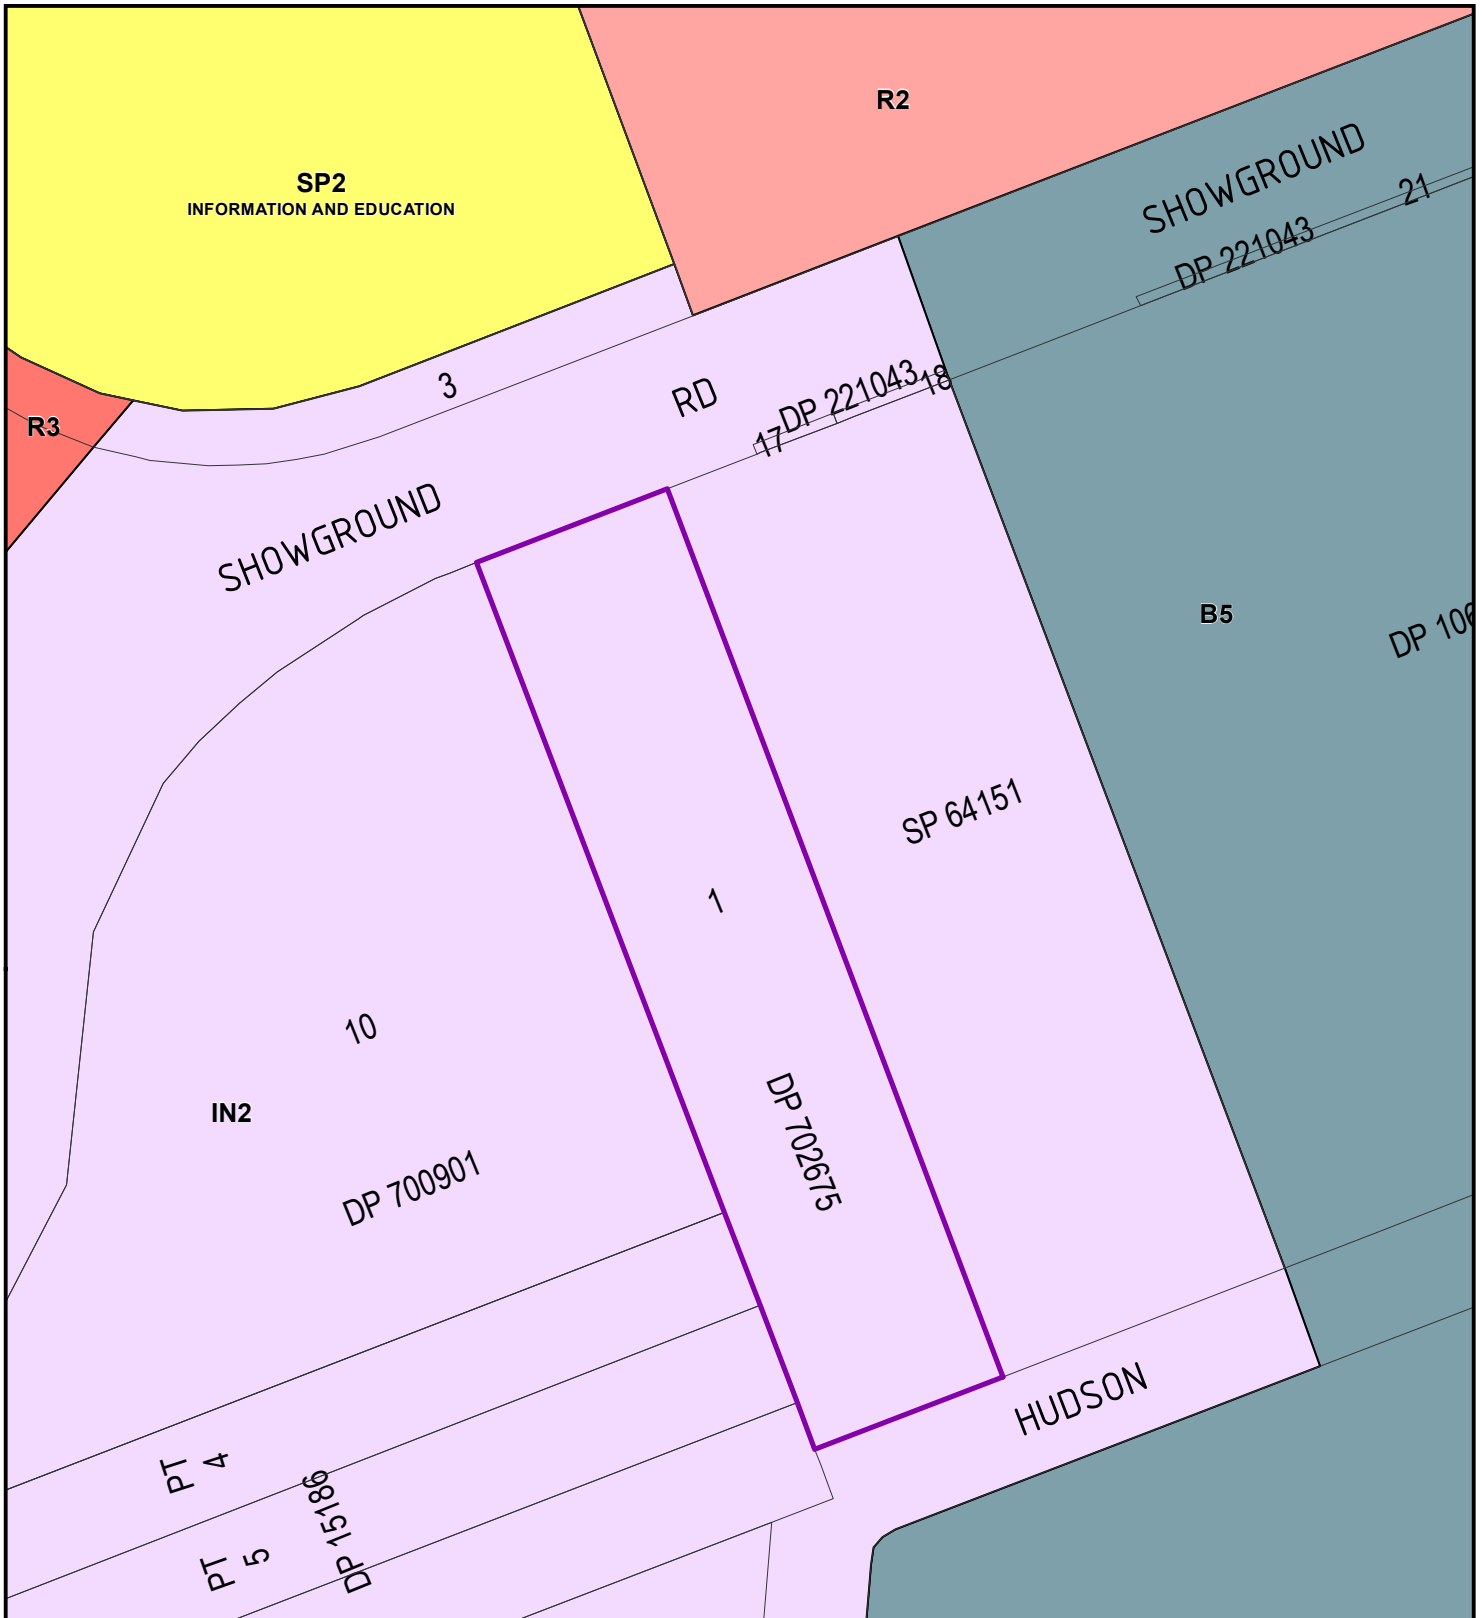 R2
SHOWGROUND
SP2
INFORMATION AND EDUCATION
21
DP 221043
3
RD
DP 221043
18
17
R3
SHOWGROUND
B5
DP 106
SP 64151
1
10
IN2
DP 702675
DP 700901
HUDSON
PT
4
DP 15186
PT
5